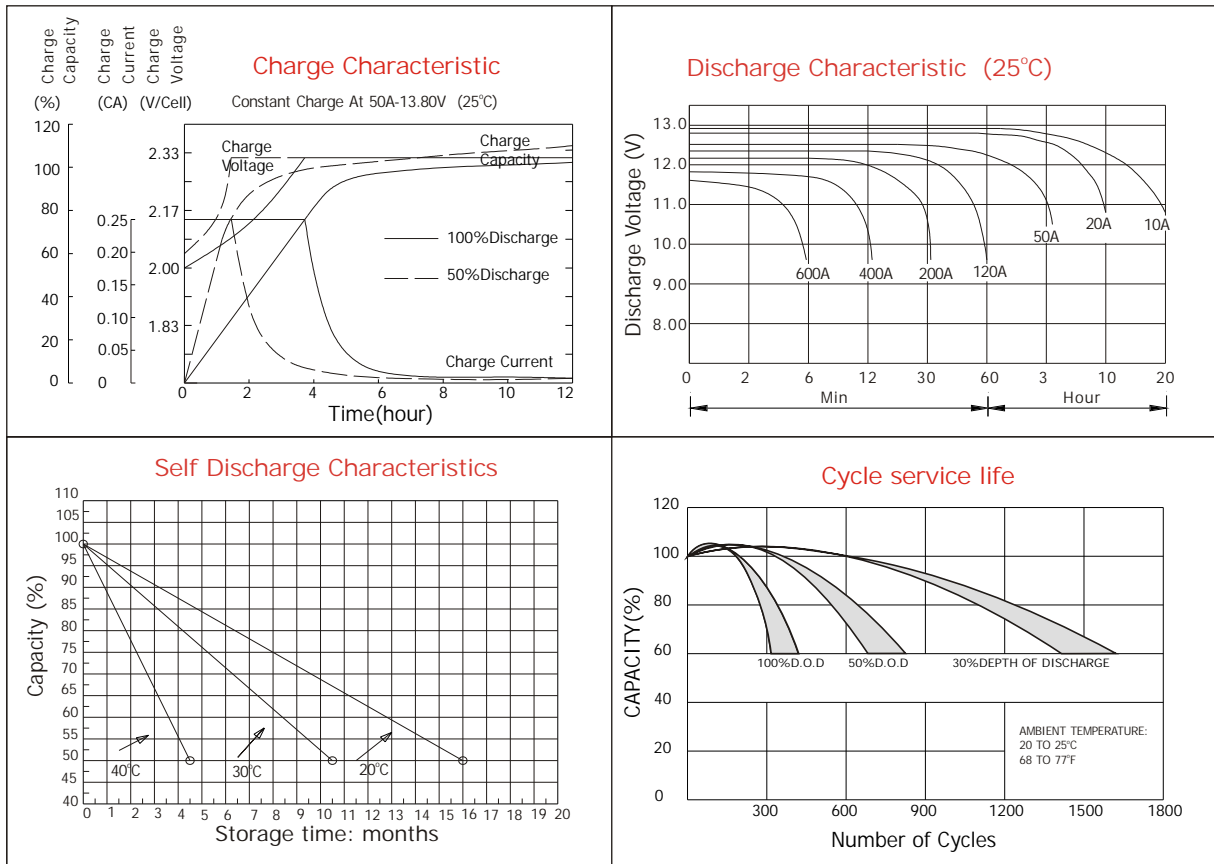 Charge Capacity
Charge Current
Charge Voltage
(%)
(CA)
(V/Cell)
Charge Characteristic
Constant Charge At 50A-13.80V (25°C)
120
100
80
60
40
20
0
0.25
0.20
0.15
0.10
0.05
0
2.33
2.17
2.00
1.83
Charge
Voltage
Charge
Capacity
100%Discharge
50%Discharge
Charge Current
0 2 4 6 8 10 12
Time(hour)
Discharge Characteristic (25°C)
Discharge Voltage (V)
13.0
12.0
11.0
10.0
9.00
8.00
600A 400A 200A 120A 50A 20A 10A
0 2 6 12 30 60 3 10 20
Min Hour
Self Discharge Characteristics
Capacity (%)
110
105
100
95
90
80
85
80
75
70
65
60
55
50
45
40
40°C 30°C 20°C
0 1 2 3 4 5 6 7 8 9 10 11 12 13 14 15 16 17 18 19 20
Storage time: months
Cycle service life
CAPACITY(%)
120
100
80
60
40
20
0
100%D.O.D 50%D.O.D 30%DEPTH OF DISCHARGE
AMBIENT TEMPERATURE:
20 TO 25°C
68 TO 77°F
300 600 900 1200 1500 1800
Number of Cycles